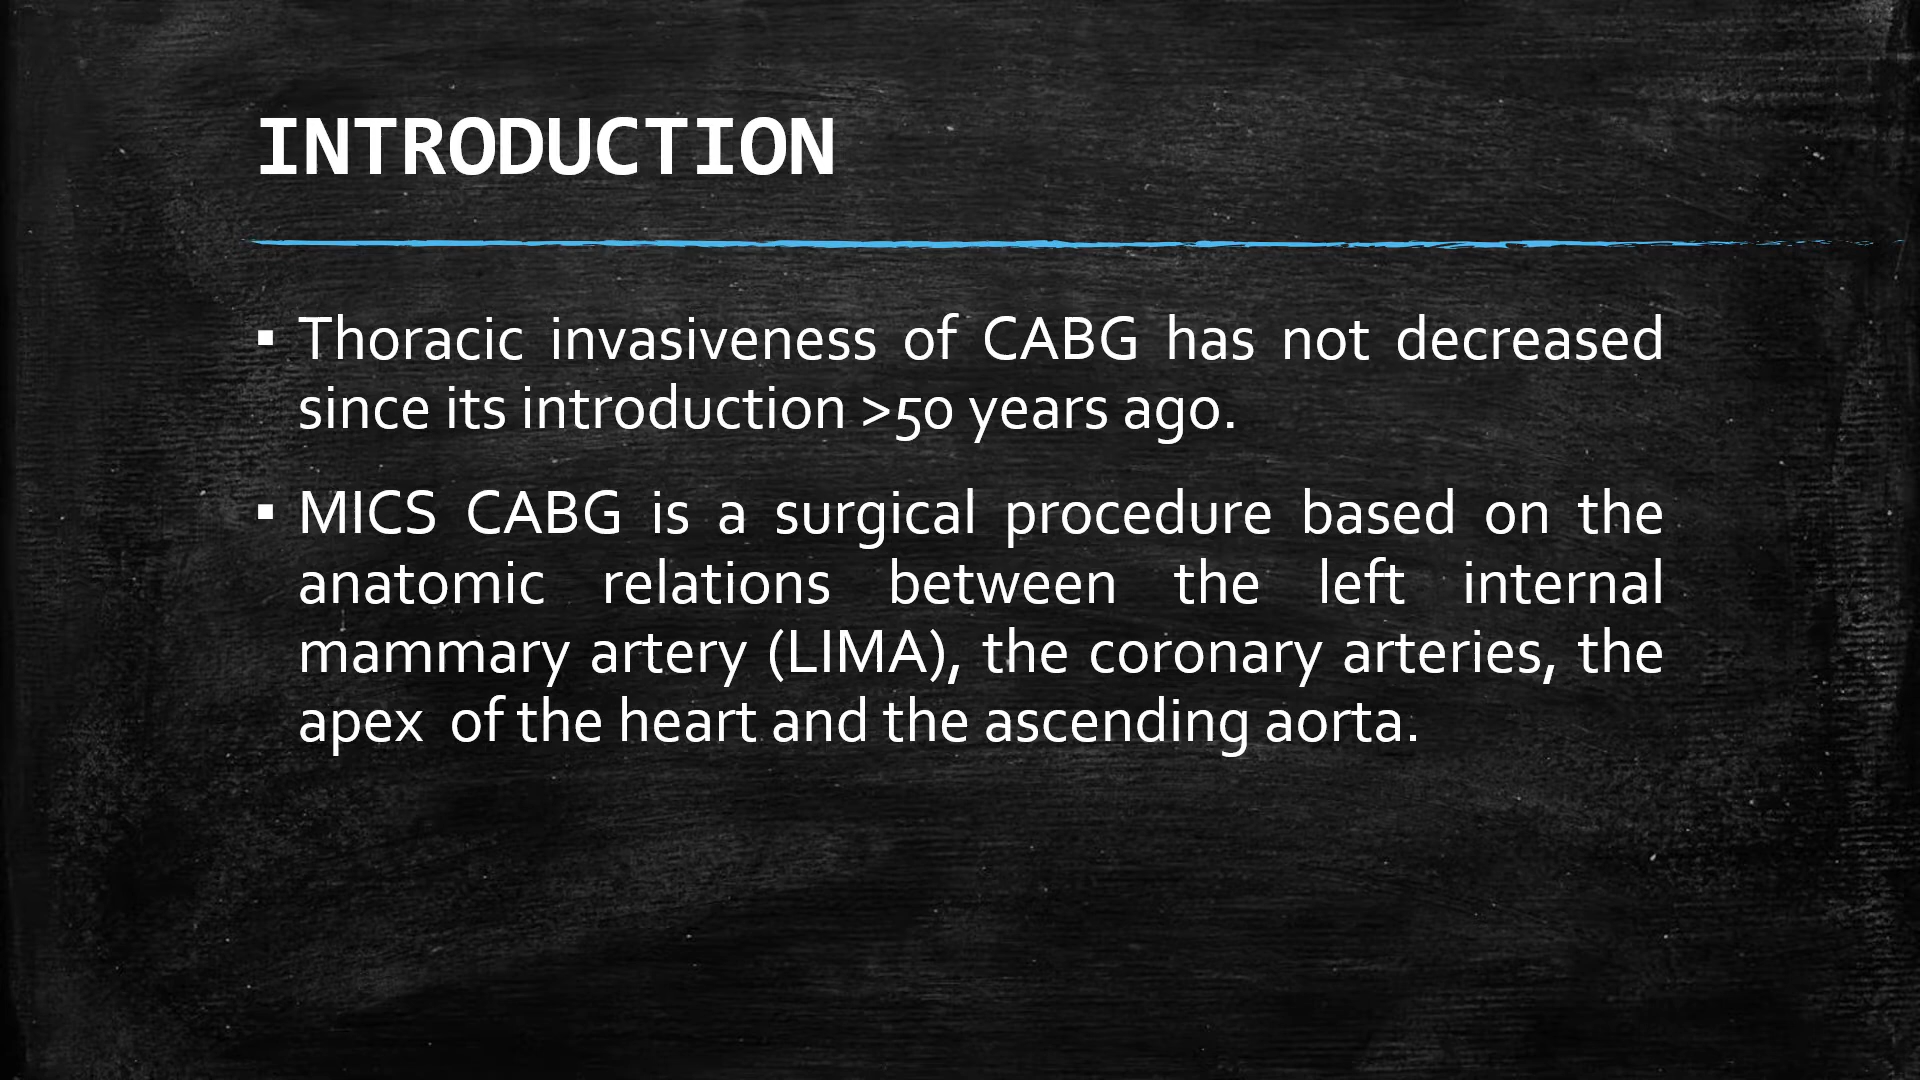 INTRODUCTION
▪ Thoracic invasiveness of CABG has not decreased
since its introduction >50 years ago.
▪ MICS CABG is a surgical procedure based on the
anatomic relations between the left internal
mammary artery (LIMA), the coronary arteries, the
apex  of the heart and the ascending aorta.